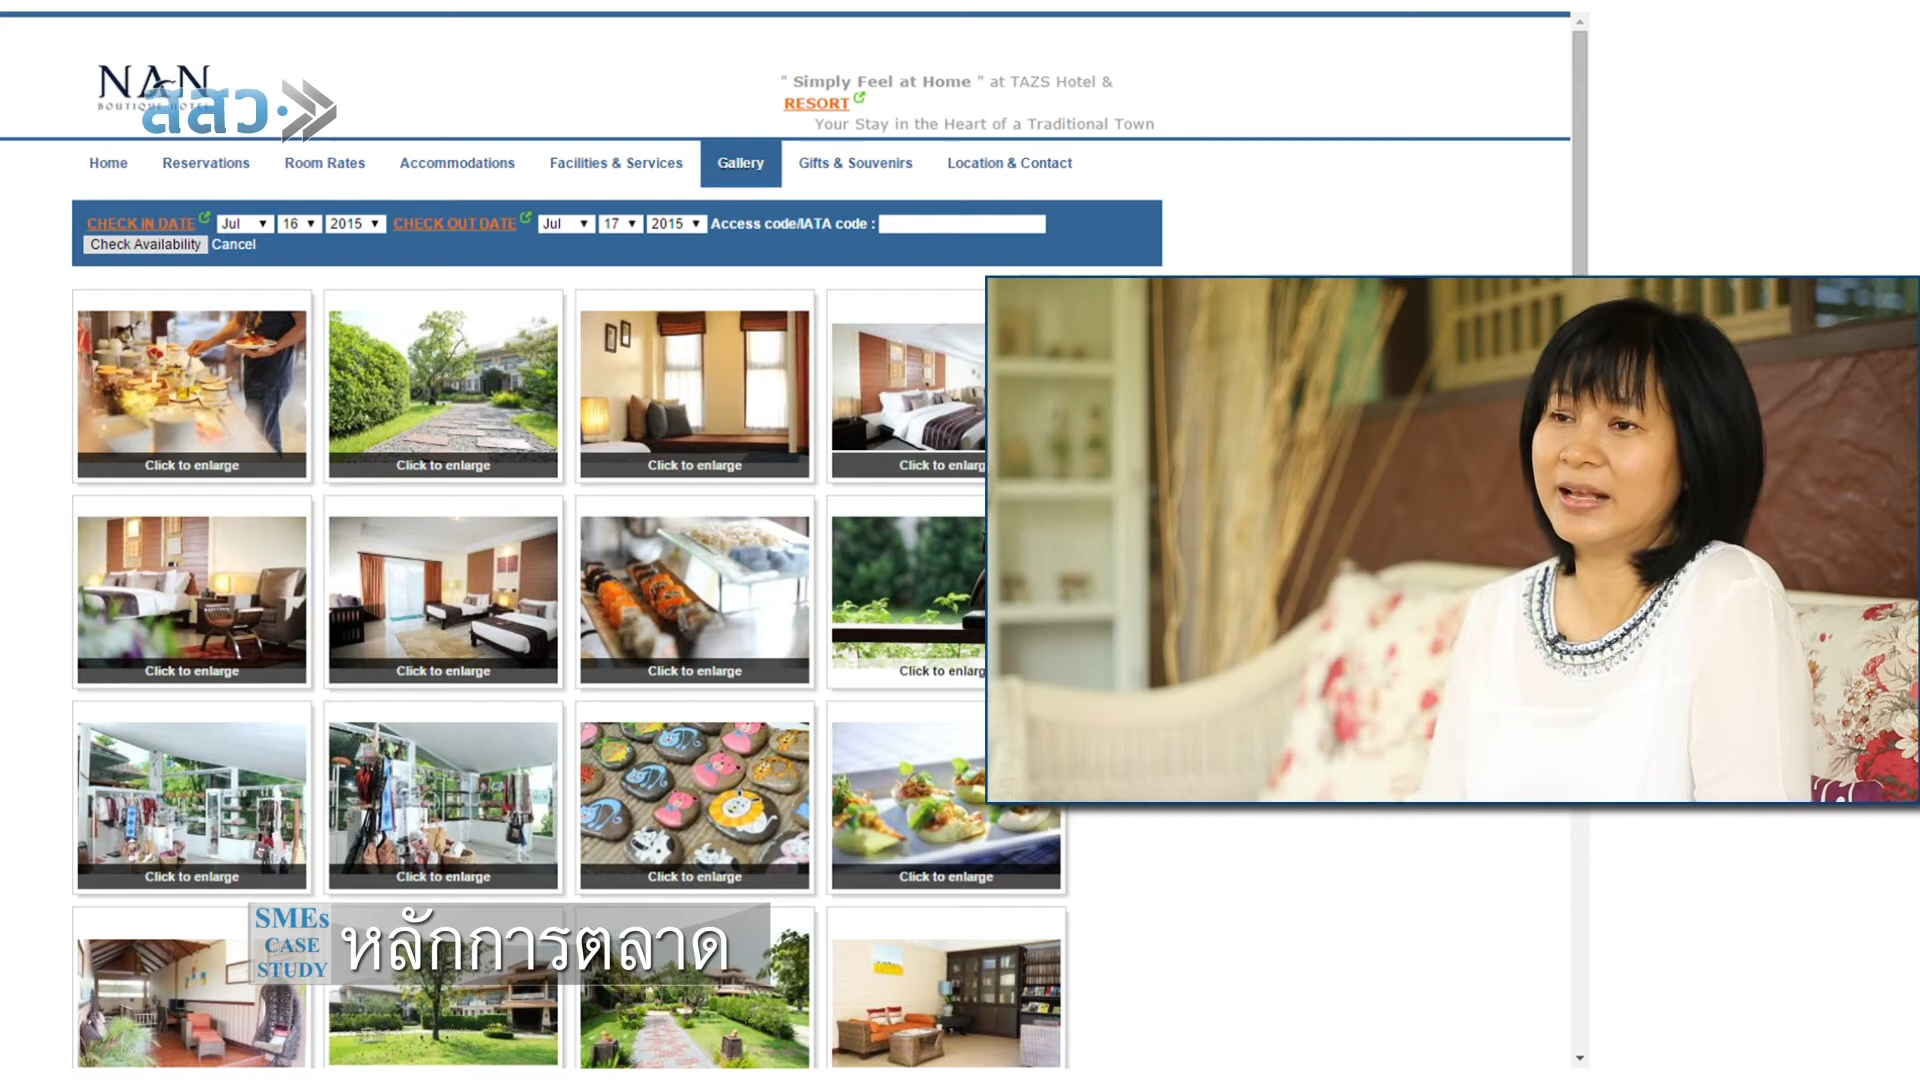 NAN
BOUTIQUE HOTEL
สสว.
" Simply Feel at Home " at TAZS Hotel &
RESORT
Your Stay in the Heart of a Traditional Town
Home Reservations Room Rates Accommodations Facilities & Services Gallery Gifts & Souvenirs Location & Contact
CHECK IN DATE Jul 16 2015 CHECK OUT DATE Jul 17 2015 Access code/IATA code :
Check Availability Cancel
Click to enlarge Click to enlarge Click to enlarge Click to enlarg
Click to enlarge Click to enlarge Click to enlarge Click to enlarg
Click to enlarge Click to enlarge Click to enlarge Click to enlarge
SMEs
CASE
STUDY
หลักการตลาด